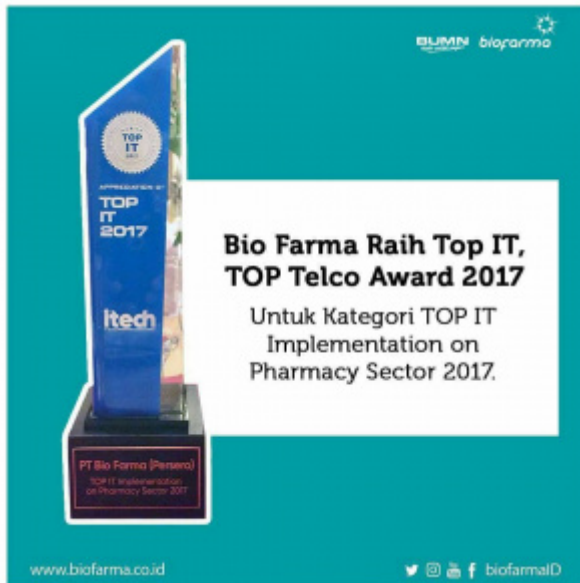 BUMN biofarma
TOP
IT
2017
APPRECIATION OF
TOP
IT
2017
Itech
Bio Farma Raih Top IT,
TOP Telco Award 2017
Untuk Kategori TOP IT
Implementation on
Pharmacy Sector 2017.
PT Bio Farma (Persero)
TOP IT Implementation
on Pharmacy Sector 2017
www.biofarma.co.id
biofarmaID